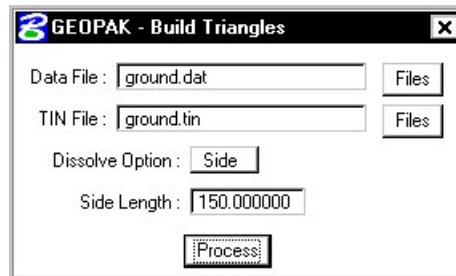 GEOPAK - Build Triangles
Data File : ground.dat Files
TIN File : ground.tin Files
Dissolve Option : Side
Side Length : 150.000000
Process